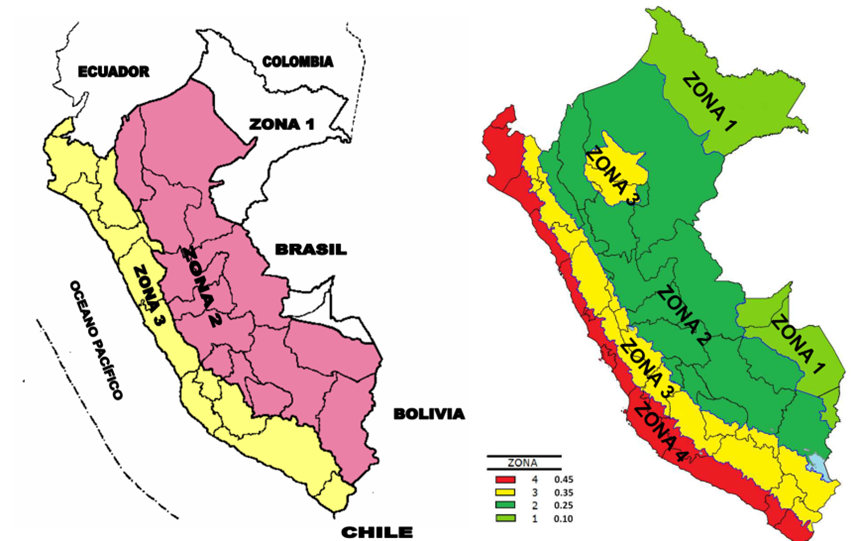 ECUADOR
COLOMBIA
ZONA 1
BRASIL
ZONA 2
ZONA 3
OCEANO PACÍFICO
BOLIVIA
CHILE
ZONA 1
ZONA 3
ZONA 2
ZONA 1
ZONA 3
ZONA 4
ZONA
4 0.45
3 0.35
2 0.25
1 0.10